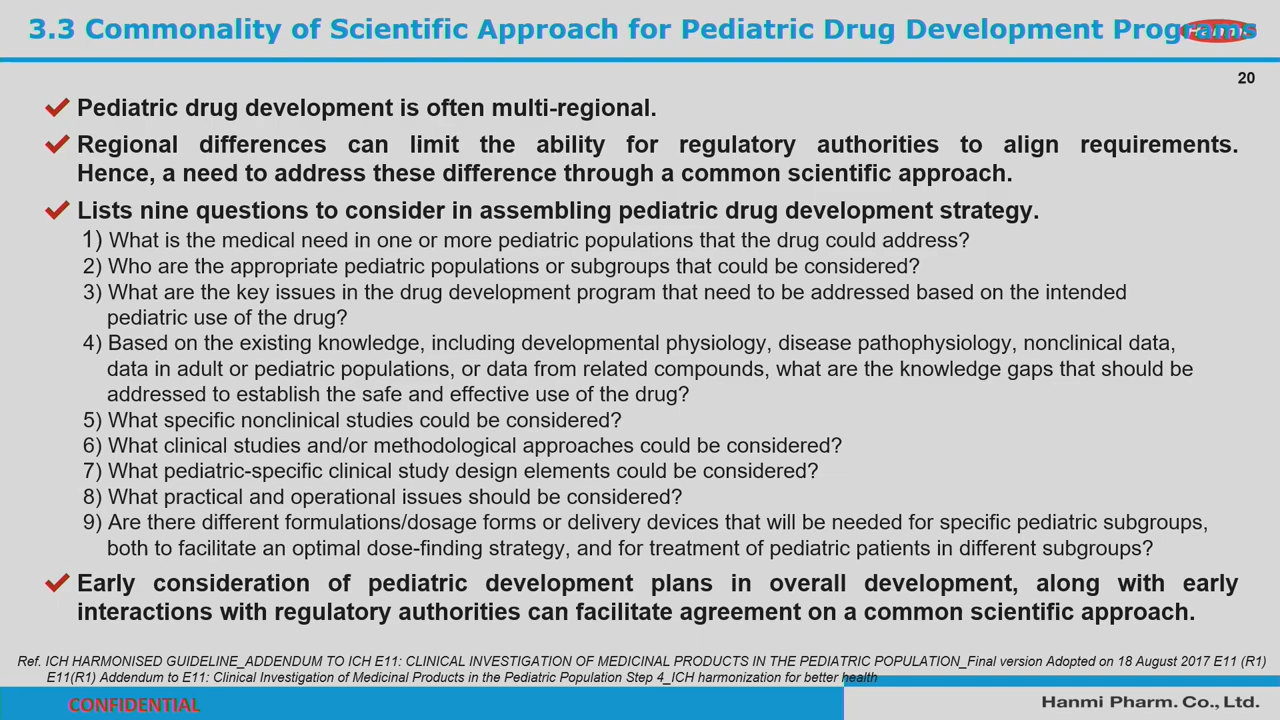 3.3 Commonality of Scientific Approach for Pediatric Drug Development Programs
Hanmi
20
Pediatric drug development is often multi-regional.
Regional differences can limit the ability for regulatory authorities to align requirements.
Hence, a need to address these difference through a common scientific approach.
Lists nine questions to consider in assembling pediatric drug development strategy.
1) What is the medical need in one or more pediatric populations that the drug could address?
2) Who are the appropriate pediatric populations or subgroups that could be considered?
3) What are the key issues in the drug development program that need to be addressed based on the intended
pediatric use of the drug?
4) Based on the existing knowledge, including developmental physiology, disease pathophysiology, nonclinical data,
data in adult or pediatric populations, or data from related compounds, what are the knowledge gaps that should be
addressed to establish the safe and effective use of the drug?
5) What specific nonclinical studies could be considered?
6) What clinical studies and/or methodological approaches could be considered?
7) What pediatric-specific clinical study design elements could be considered?
8) What practical and operational issues should be considered?
9) Are there different formulations/dosage forms or delivery devices that will be needed for specific pediatric subgroups,
both to facilitate an optimal dose-finding strategy, and for treatment of pediatric patients in different subgroups?
Early consideration of pediatric development plans in overall development, along with early
interactions with regulatory authorities can facilitate agreement on a common scientific approach.
Ref. ICH HARMONISED GUIDELINE_ADDENDUM TO ICH E11: CLINICAL INVESTIGATION OF MEDICINAL PRODUCTS IN THE PEDIATRIC POPULATION_Final version Adopted on 18 August 2017 E11 (R1)
E11(R1) Addendum to E11: Clinical Investigation of Medicinal Products in the Pediatric Population Step 4_ICH harmonization for better health
CONFIDENTIAL
Hanmi Pharm. Co., Ltd.